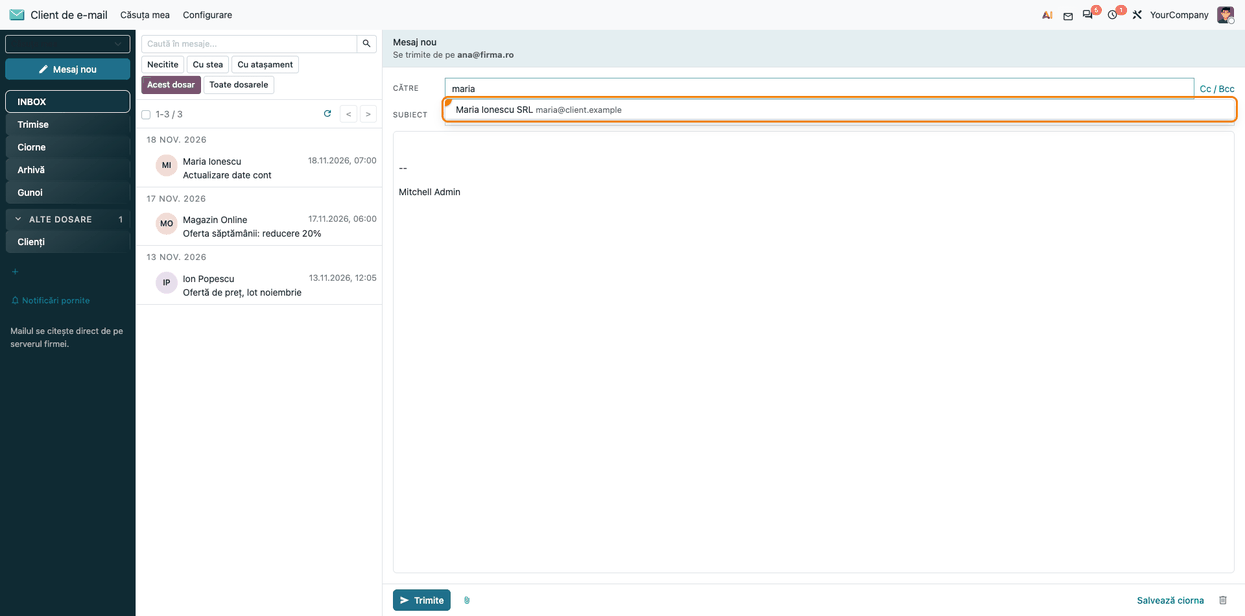 Client de e-mail Căsuța mea Configurare
5 1 YourCompany
Mesaj nou
INBOX
Trimise
Ciorne
Arhivă
Gunoi
ALTE DOSARE 1
Clienți
+
Notificări pornite
Mailul se citește direct de pe
serverul firmei.
Caută în mesaje...
Necitite Cu stea Cu atașament
Acest dosar Toate dosarele
1-3 / 3 < >
18 NOV. 2026
MI Maria Ionescu 18.11.2026, 07:00
Actualizare date cont
17 NOV. 2026
MO Magazin Online 17.11.2026, 06:00
Oferta săptămânii: reducere 20%
13 NOV. 2026
IP Ion Popescu 13.11.2026, 12:05
Ofertă de preț, lot noiembrie
Mesaj nou
Se trimite de pe ana@firma.ro
CĂTRE maria Cc / Bcc
Maria Ionescu SRL maria@client.example
SUBIECT
--
Mitchell Admin
Trimite Salvează ciorna